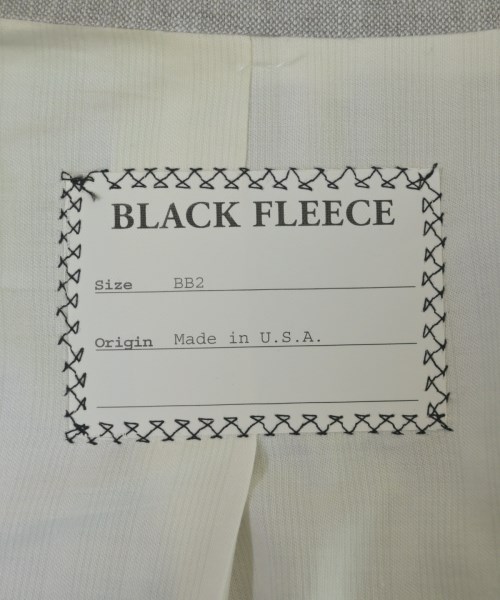 BLACK FLEECE
Size BB2
Origin Made in U.S.A.